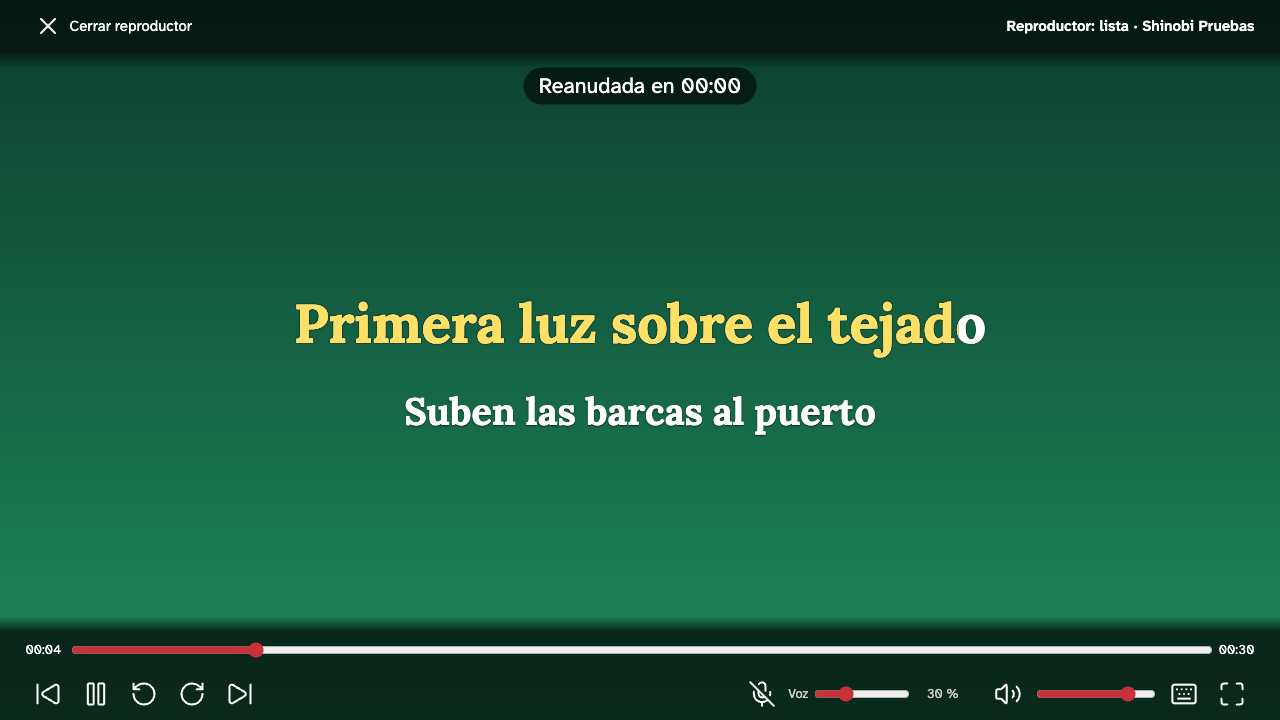 Cerrar reproductor
Reproductor: lista · Shinobi Pruebas
Reanudada en 00:00
Primera luz sobre el tejado
Suben las barcas al puerto
00:04
00:30
Voz
30 %